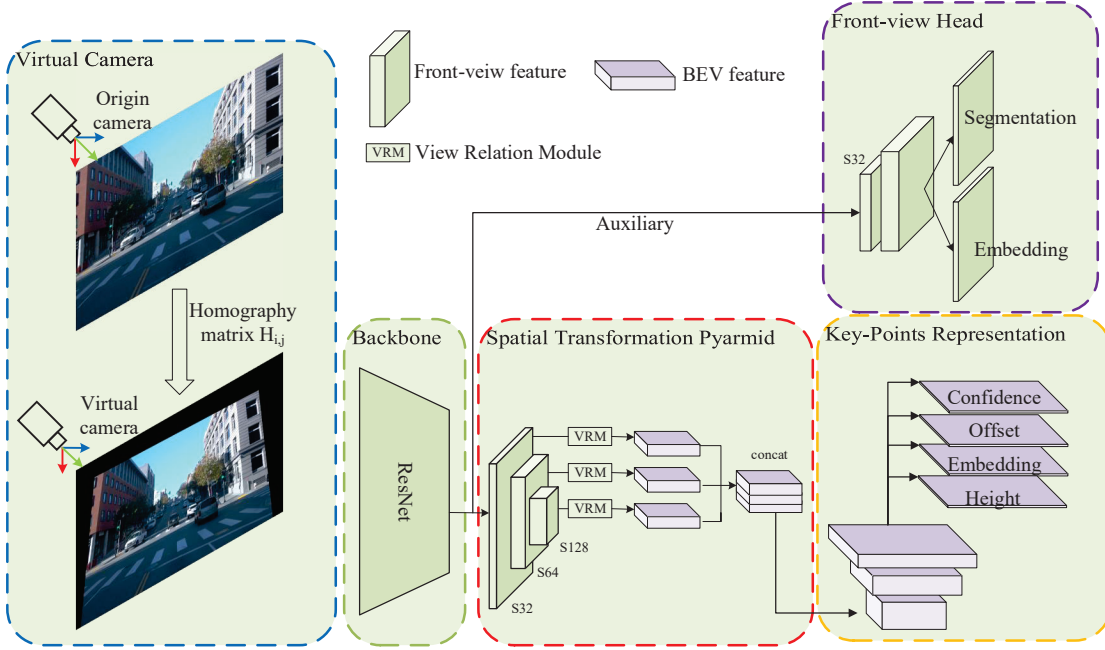 Virtual Camera
Origin
camera
Homography
matrix H_{i,j}
Virtual
camera
Front-veiw feature
BEV feature
VRM
View Relation Module
Auxiliary
Front-view Head
S32
Segmentation
Embedding
Backbone
ResNet
Spatial Transformation Pyarmid
VRM
VRM
VRM
S128
S64
S32
concat
Key-Points Representation
Confidence
Offset
Embedding
Height